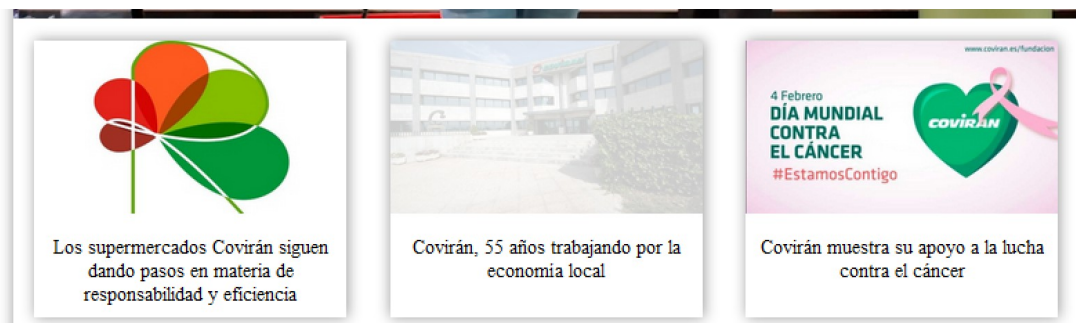 Los supermercados Covirán siguen
dando pasos en materia de
responsabilidad y eficiencia
covirán
Covirán, 55 años trabajando por la
economía local
www.coviran.es/fundacion
4 Febrero
DÍA MUNDIAL
CONTRA
EL CÁNCER
#EstamosContigo
COVIRÁN
Covirán muestra su apoyo a la lucha
contra el cáncer